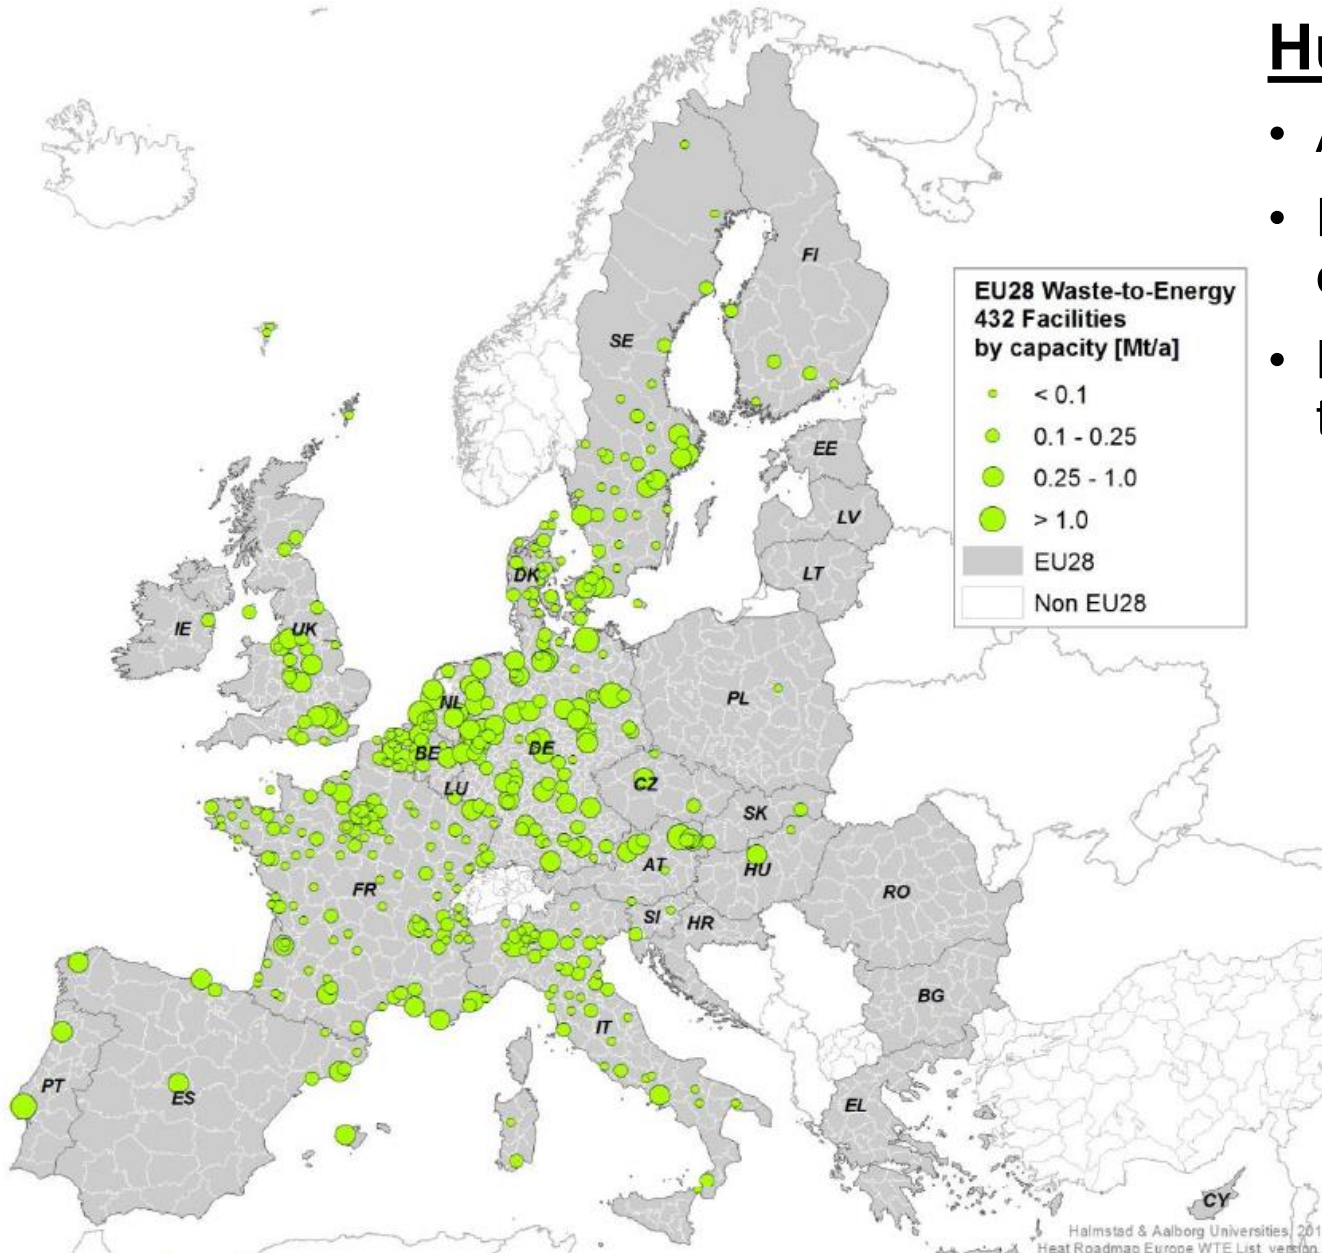 FI
SE
EU28 Waste-to-Energy
432 Facilities
by capacity [Mt/a]
< 0.1
0.1 - 0.25
0.25 - 1.0
> 1.0
EU28
Non EU28
EE
LV
LT
DK
IE
UK
PL
NL
BE
DE
LU
CZ
SK
AT
HU
FR
RO
SI
HR
BG
IT
PT
ES
EL
CY
Halmstad & Aalborg Universities
Heat Roadmap Europe WTE List, version